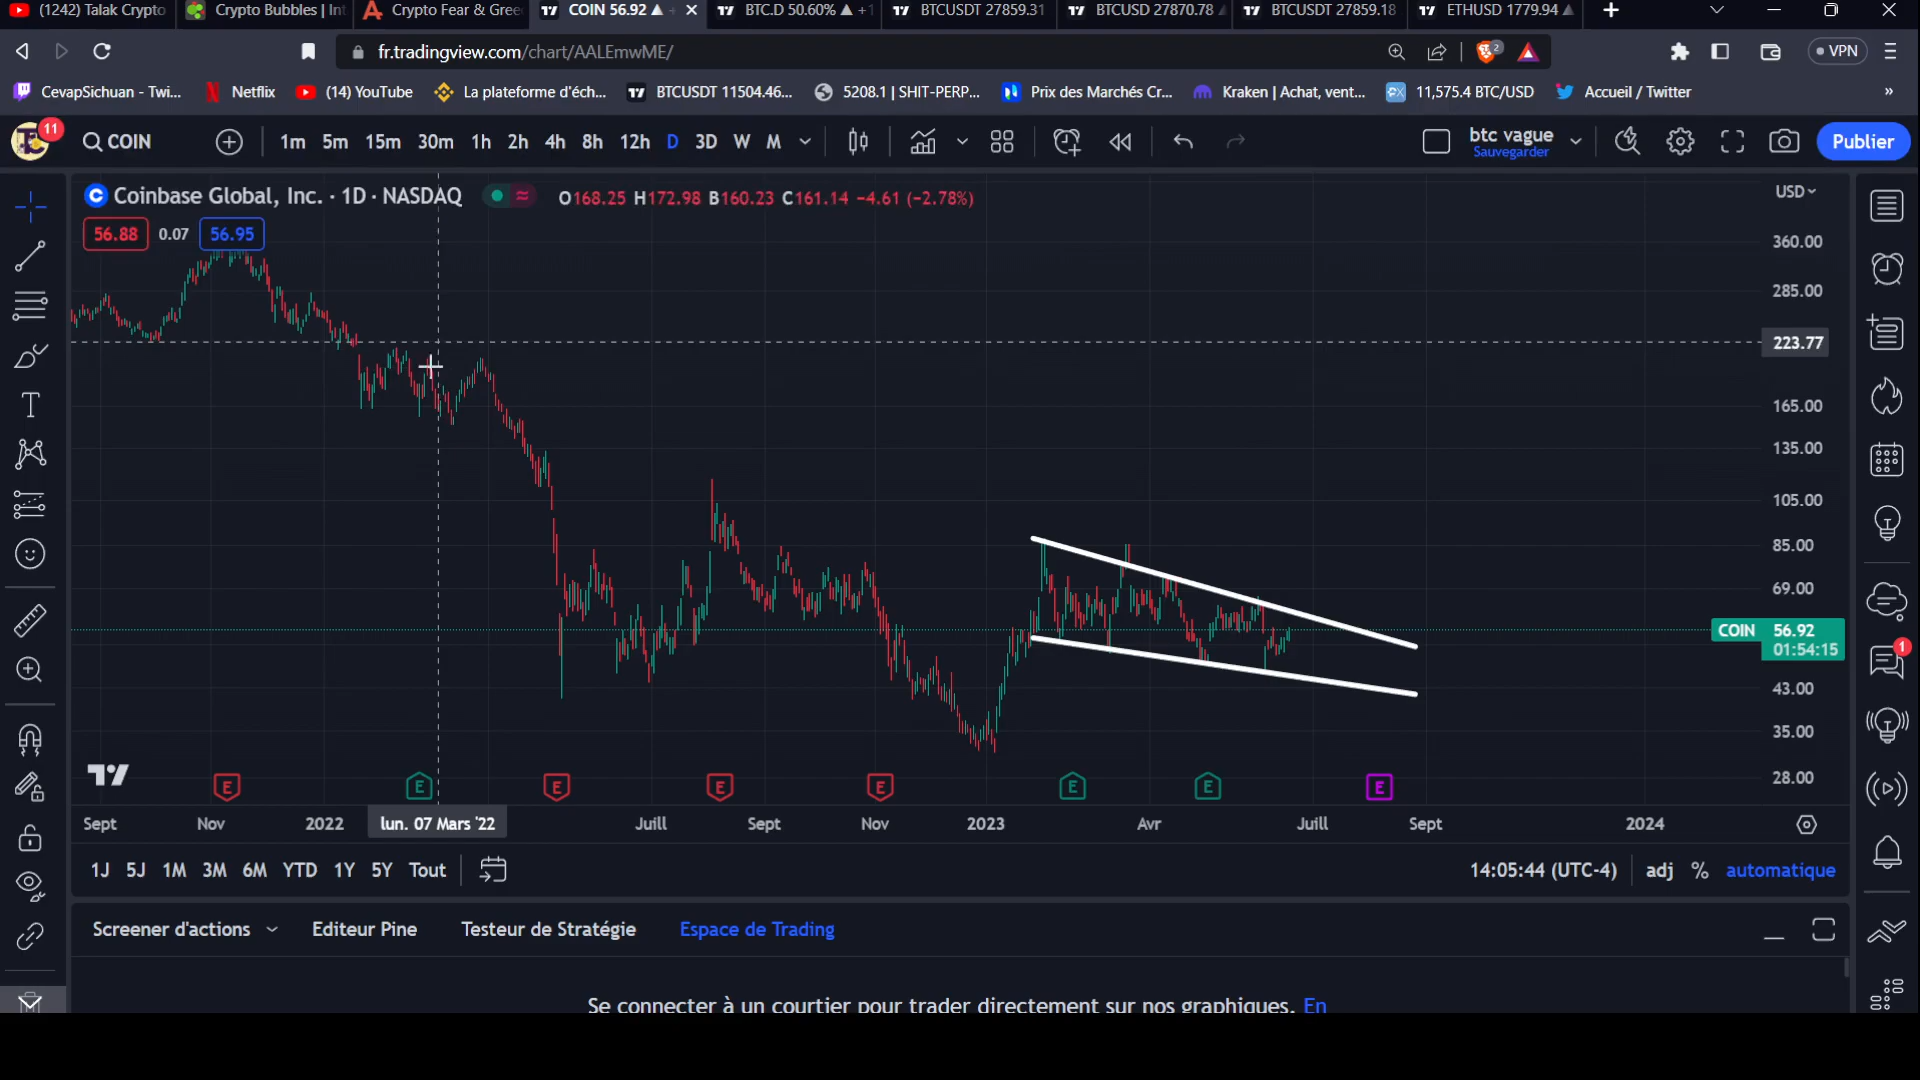 (1242) Talak Crypto
Crypto Bubbles | Int
Crypto Fear & Gree
COIN 56.92 ▲
BTC.D 50.60% ▲ +1
BTCUSDT 27859.31
BTCUSD 27870.78
BTCUSDT 27859.18
ETHUSD 1779.94 ▲
fr.tradingview.com/chart/AALEmwME/
2
VPN
CevapSichuan - Twi...
Netflix
(14) YouTube
La plateforme d'éch...
BTCUSDT 11504.46...
5208.1 | SHIT-PERP...
Prix des Marchés Cr...
Kraken | Achat, vent...
11,575.4 BTC/USD
Accueil / Twitter
»
11
COIN
1m 5m 15m 30m 1h 2h 4h 8h 12h D 3D W M
btc vague
Sauvegarder
Publier
Coinbase Global, Inc. · 1D · NASDAQ
O168.25 H172.98 B160.23 C161.14 −4.61 (−2.78%)
56.88 0.07 56.95
USD
360.00
285.00
223.77
165.00
135.00
105.00
85.00
69.00
COIN 56.92
01:54:15
43.00
35.00
28.00
1
E E E E E E E E
Sept Nov 2022 lun. 07 Mars '22 Juill Sept Nov 2023 Avr Juill Sept 2024
1J 5J 1M 3M 6M YTD 1Y 5Y Tout
14:05:44 (UTC-4) adj % automatique
Screener d'actions Editeur Pine Testeur de Stratégie Espace de Trading
Se connecter à un courtier pour trader directement sur nos graphiques. En